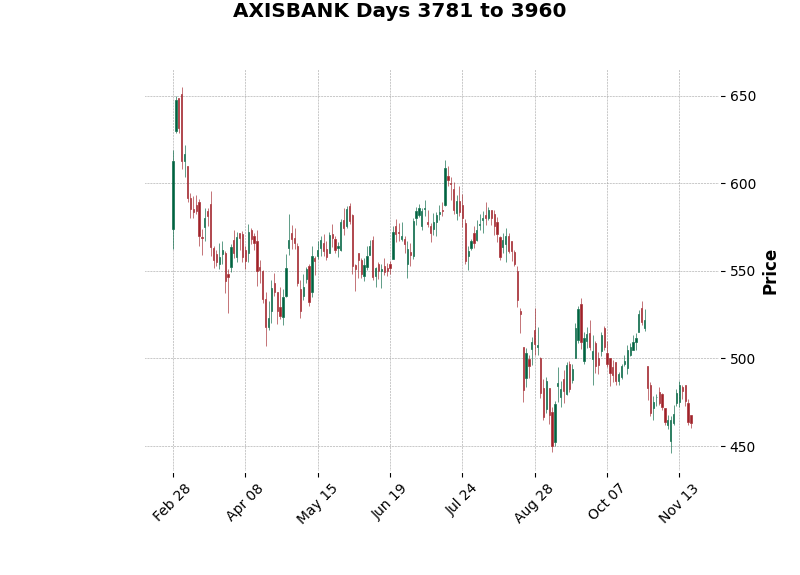 AXISBANK Days 3781 to 3960
650
600
550
500
450
Price
Feb 28
Apr 08
May 15
Jun 19
Jul 24
Aug 28
Oct 07
Nov 13